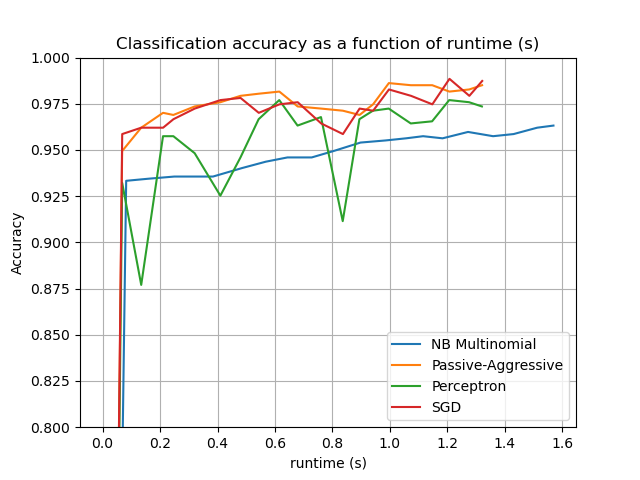 Classification accuracy as a function of runtime (s)
1.000
0.975
0.950
0.925
0.900
0.875
0.850
0.825
0.800
Accuracy
NB Multinomial
Passive-Aggressive
Perceptron
SGD
0.0 0.2 0.4 0.6 0.8 1.0 1.2 1.4 1.6
runtime (s)